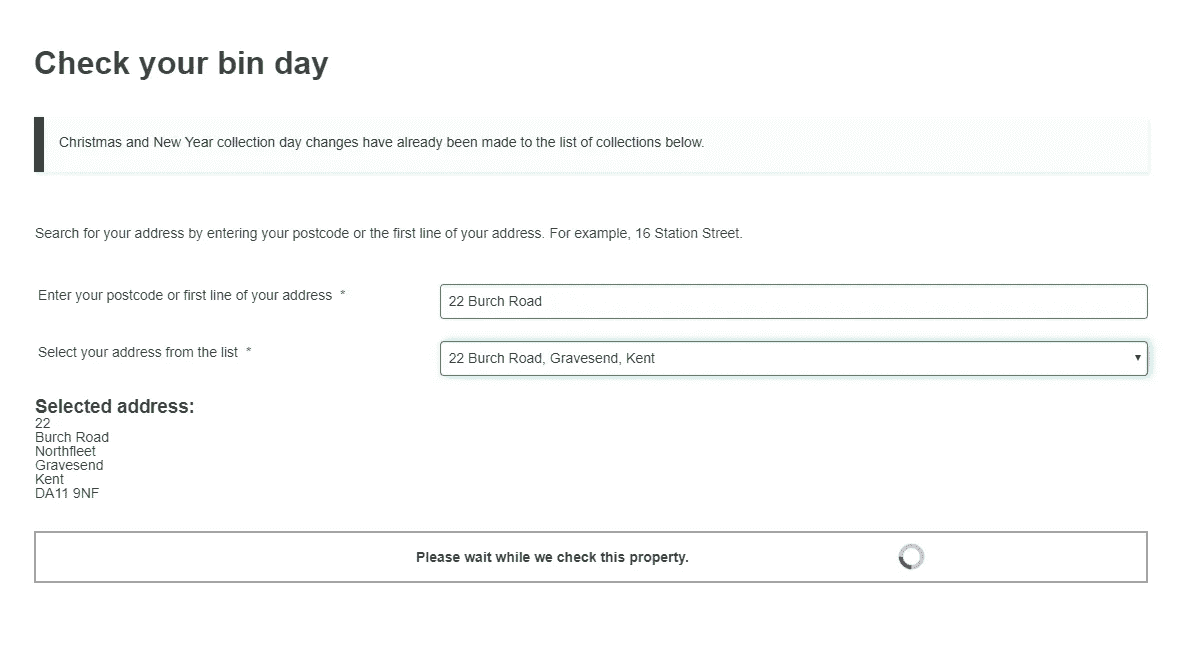 Check your bin day
Christmas and New Year collection day changes have already been made to the list of collections below.
Search for your address by entering your postcode or the first line of your address. For example, 16 Station Street.
Enter your postcode or first line of your address *
22 Burch Road
Select your address from the list *
22 Burch Road, Gravesend, Kent
Selected address:
22
Burch Road
Northfleet
Gravesend
Kent
DA11 9NF
Please wait while we check this property.